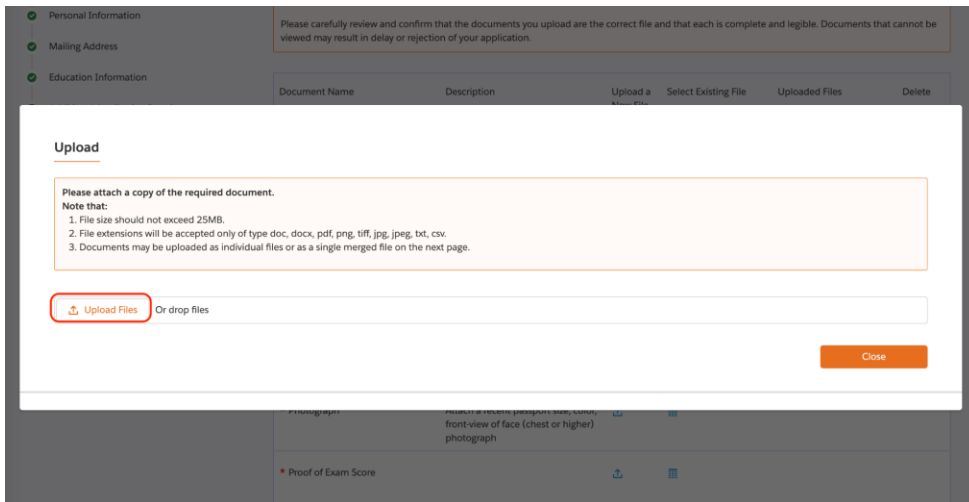 Personal Information
Please carefully review and confirm that the documents you upload are the correct file and that each is complete and legible. Documents that cannot be
viewed may result in delay or rejection of your application.
Mailing Address
Education Information
Document Name Description Upload a Select Existing File Uploaded Files Delete
New File
Upload
Please attach a copy of the required document.
Note that:
1. File size should not exceed 25MB.
2. File extensions will be accepted only of type doc, docx, pdf, png, tiff, jpg, jpeg, txt, csv.
3. Documents may be uploaded as individual files or as a single merged file on the next page.
Upload Files Or drop files
Close
Photograph Attach a recent passport size, color,
front-view of face (chest or higher)
photograph
* Proof of Exam Score